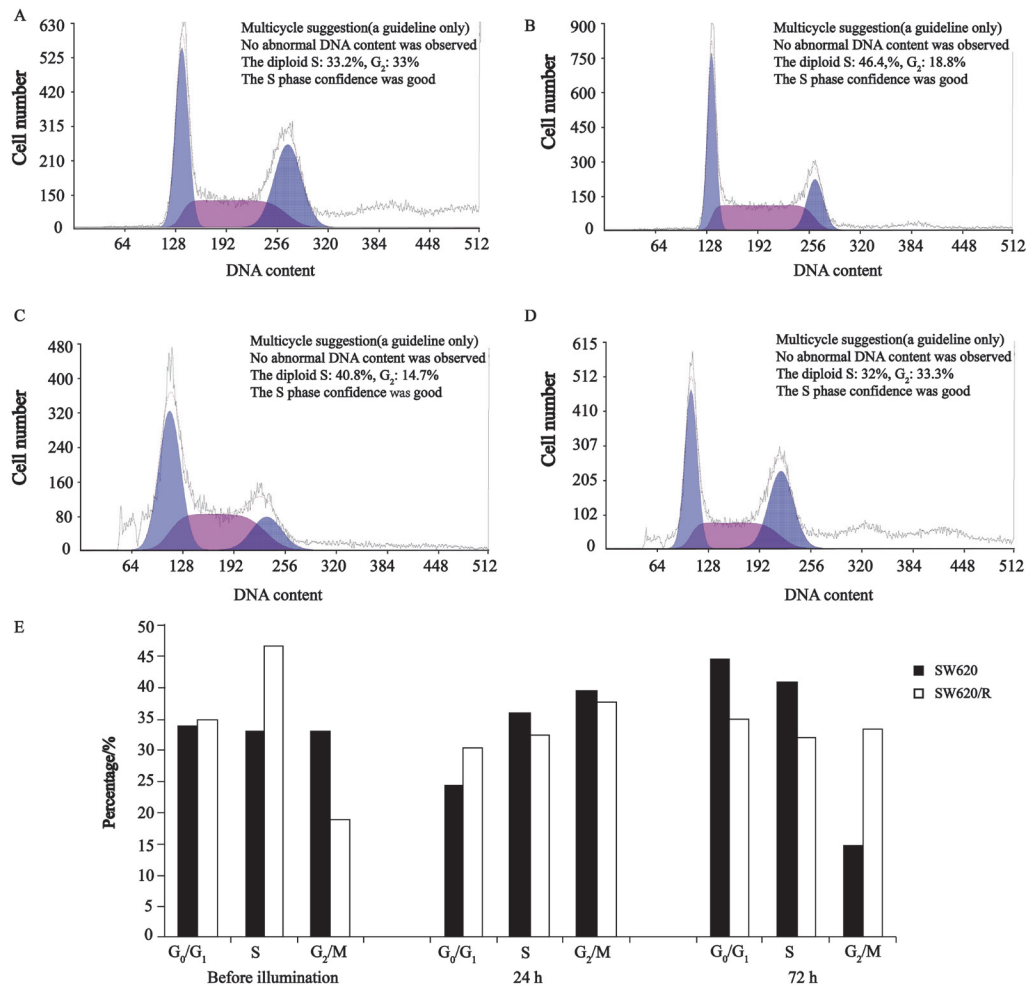 A
Multicycle suggestion(a guideline only)
No abnormal DNA content was observed
The diploid S: 33.2%, G2: 33%
The S phase confidence was good
Cell number
630
525
420
315
210
150
0
64 128 192 256 320 384 448 512
DNA content
B
Multicycle suggestion(a guideline only)
No abnormal DNA content was observed
The diploid S: 46.4,%, G2: 18.8%
The S phase confidence was good
Cell number
900
750
600
450
300
150
0
64 128 192 256 320 384 448 512
DNA content
C
Multicycle suggestion(a guideline only)
No abnormal DNA content was observed
The diploid S: 40.8%, G2: 14.7%
The S phase confidence was good
Cell number
480
400
320
240
160
80
0
64 128 192 256 320 384 448 512
DNA content
D
Multicycle suggestion(a guideline only)
No abnormal DNA content was observed
The diploid S: 32%, G2: 33.3%
The S phase confidence was good
Cell number
615
512
410
307
205
102
0
64 128 192 256 320 384 448 512
DNA content
E
Percentage/%
50
45
40
35
30
25
20
15
10
5
0
SW620
SW620/R
G0/G1 S G2/M G0/G1 S G2/M G0/G1 S G2/M
Before illumination 24 h 72 h